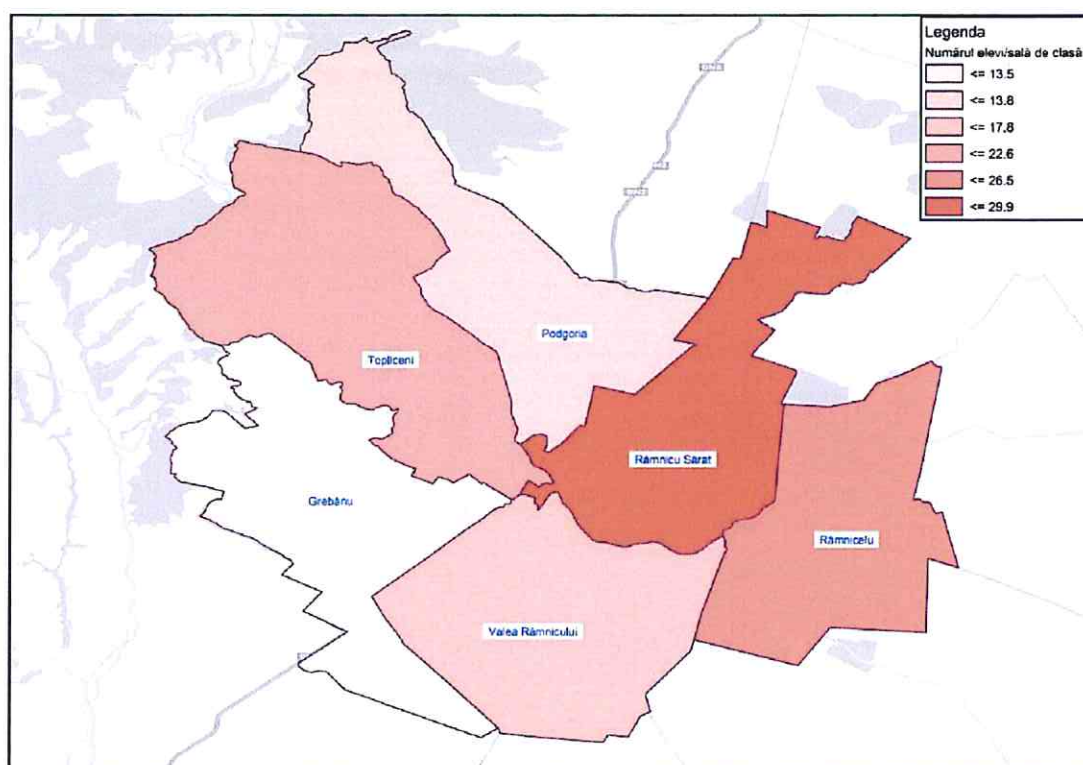 Legenda
Numărul elevi/sală de clasă
<= 13.5
<= 13.8
<= 17.8
<= 22.6
<= 26.5
<= 29.9
Podgoria
Topliceni
Râmnicu Sărat
Grebănu
Râmnicelu
Valea Râmnicului